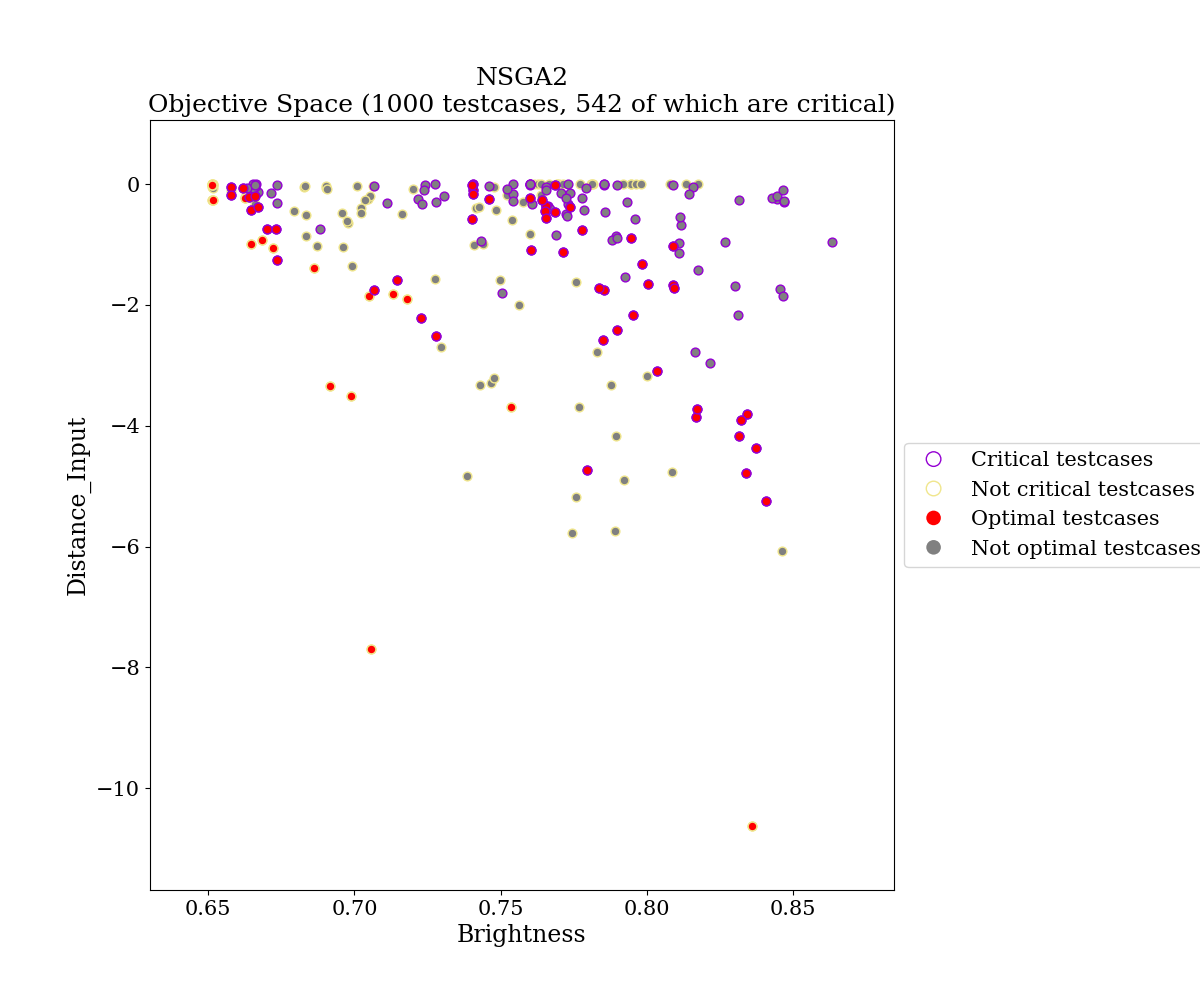 NSGA2
Objective Space (1000 testcases, 542 of which are critical)
0
−2
−4
−6
−8
−10
Distance_Input
0.65 0.70 0.75 0.80 0.85
Brightness
Critical testcases
Not critical testcases
Optimal testcases
Not optimal testcases